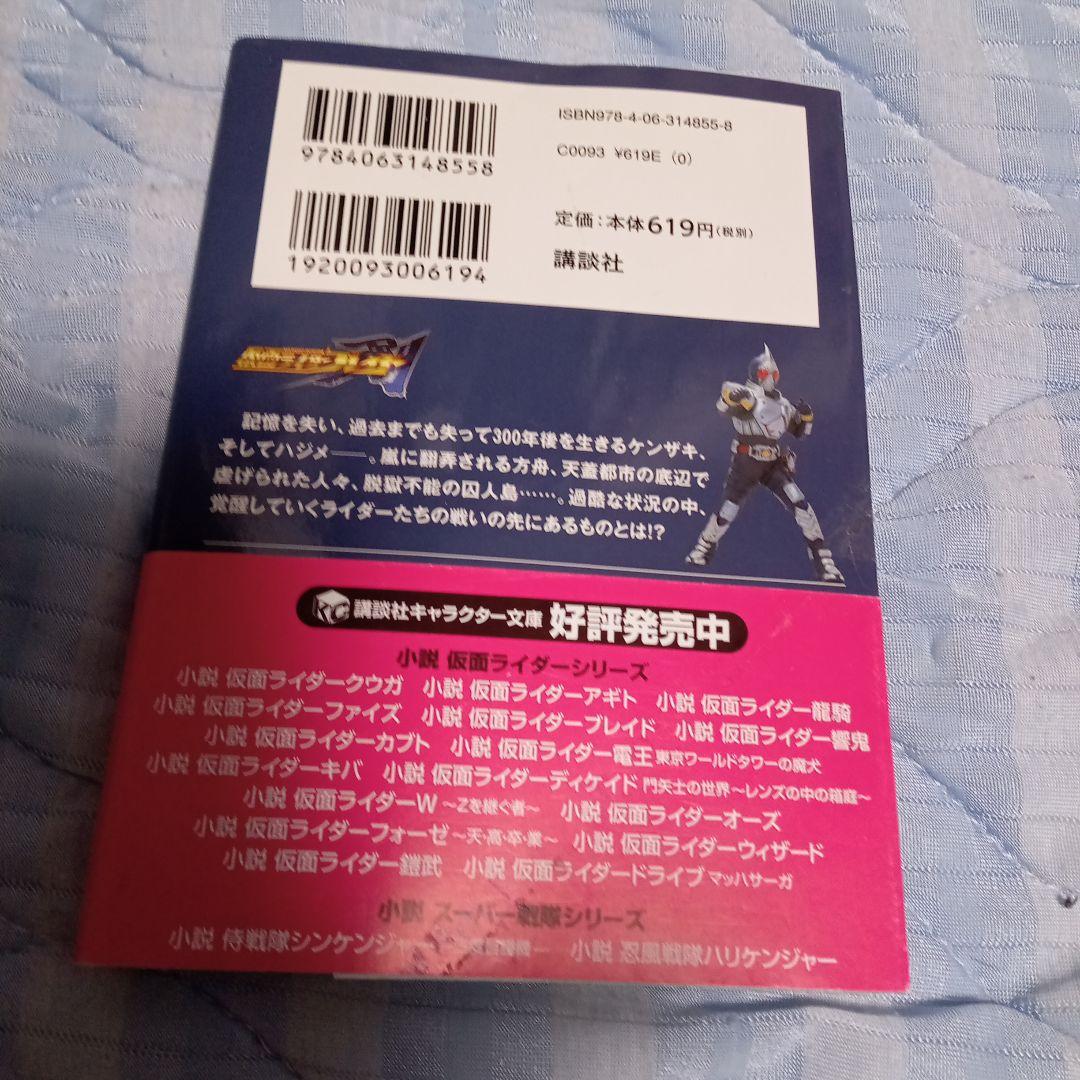 9784063148558
ISBN978-4-06-314855-8
C0093 ¥619E (0)
1920093006194
定価:本体619円(税別)
講談社
記憶を失い、過去までも失って300年後を生きるケンザキ、
そしてハジメ――。嵐に翻弄される方舟、天蓋都市の底辺で
虐げられた人々、脱獄不能の囚人島……。過酷な状況の中、
覚醒していくライダーたちの戦いの先にあるものとは!?
KC 講談社キャラクター文庫 好評発売中
小説 仮面ライダーシリーズ
小説 仮面ライダークウガ 小説 仮面ライダーアギト 小説 仮面ライダー龍騎
小説 仮面ライダーファイズ 小説 仮面ライダーブレイド 小説 仮面ライダー響鬼
小説 仮面ライダーカブト 小説 仮面ライダー電王 東京ワールドタワーの魔犬
小説 仮面ライダーキバ 小説 仮面ライダーディケイド 門矢士の世界~レンズの中の箱庭~
小説 仮面ライダーW ~Zを継ぐ者~ 小説 仮面ライダーオーズ
小説 仮面ライダーフォーゼ ~天・高・卒・業~ 小説 仮面ライダーウィザード
小説 仮面ライダー鎧武 小説 仮面ライダードライブ マッハサーガ
小説 スーパー戦隊シリーズ
小説 侍戦隊シンケンジャー 小説 忍風戦隊ハリケンジャー